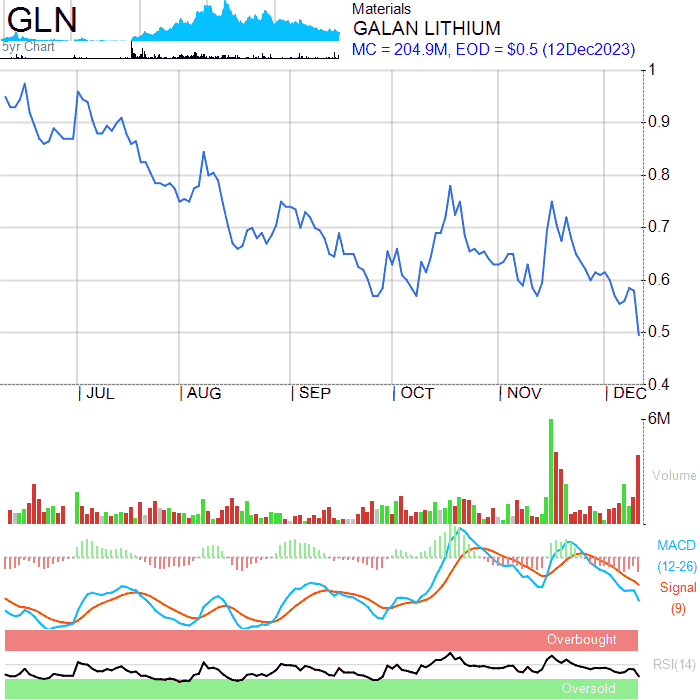 GLN
5yr Chart
Materials
GALAN LITHIUM
MC = 204.9M, EOD = $0.5 (12Dec2023)
1
0.9
0.8
0.7
0.6
0.5
0.4
JUL
AUG
SEP
OCT
NOV
DEC
6M
Volume
MACD
(12-26)
Signal
(9)
Overbought
RSI(14)
Oversold